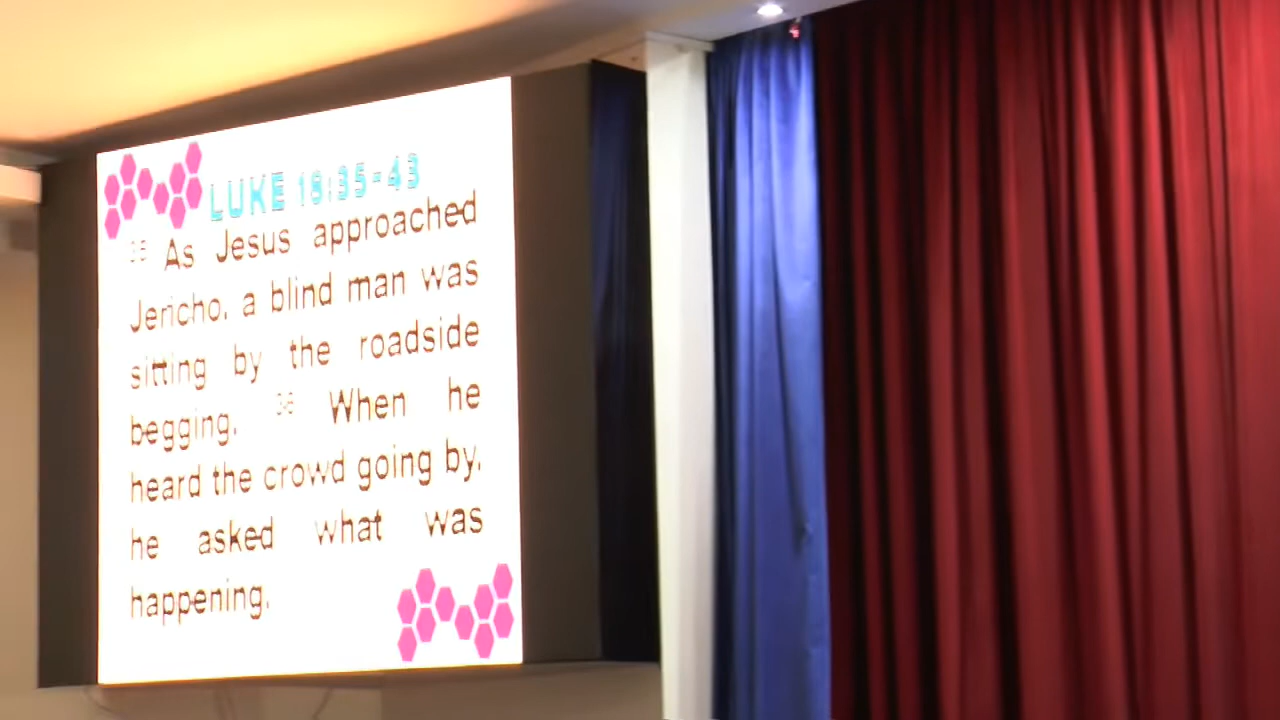 LUKE 18:35-43
35 As Jesus approached
Jericho, a blind man was
sitting by the roadside
begging. 36 When he
heard the crowd going by,
he asked what was
happening.